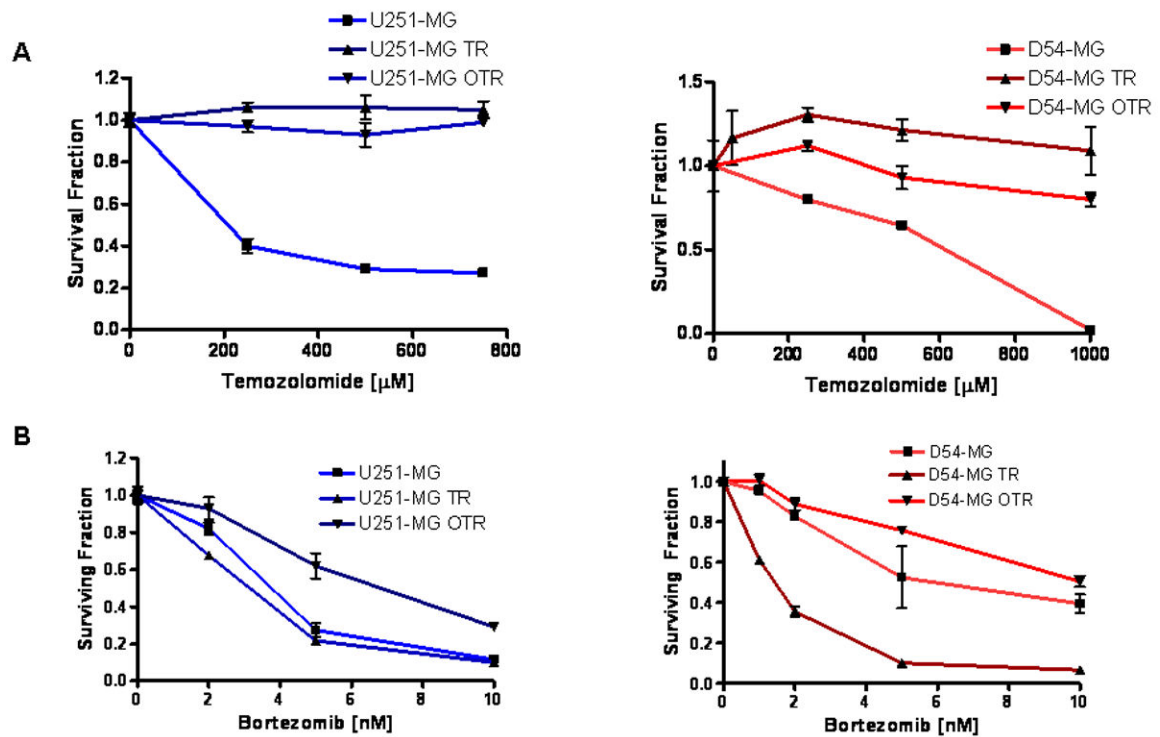 A
U251-MG
U251-MG TR
U251-MG OTR
1.2
1.0
0.8
0.6
0.4
0.2
0.0
Survival Fraction
0 200 400 600 800
Temozolomide [μM]
D54-MG
D54-MG TR
D54-MG OTR
1.5
1.0
0.5
0.0
Survival Fraction
0 200 400 600 800 1000
Temozolomide [μM]
B
U251-MG
U251-MG TR
U251-MG OTR
1.2
1.0
0.8
0.6
0.4
0.2
0.0
Surviving Fraction
0 2 4 6 8 10
Bortezomib [nM]
D54-MG
D54-MG TR
D54-MG OTR
1.0
0.8
0.6
0.4
0.2
0.0
Surviving Fraction
0 2 4 6 8 10
Bortezomib [nM]